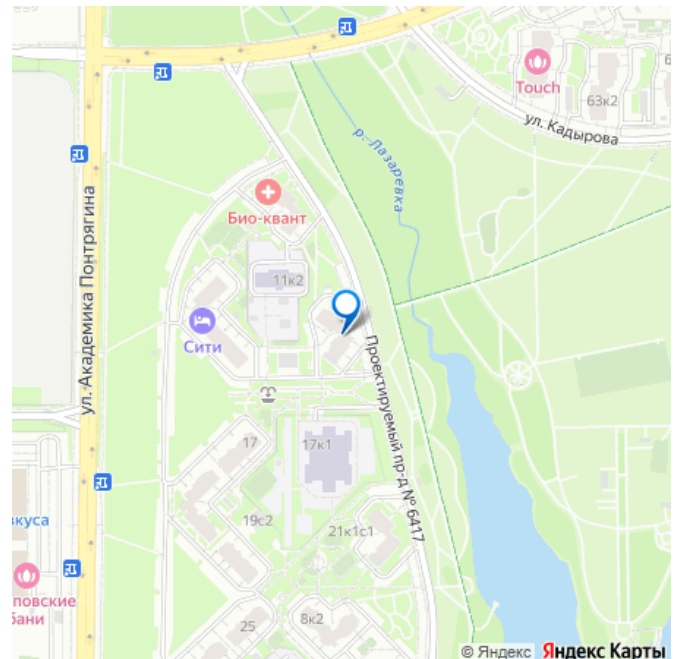 Touch
63к2
ул. Кадырова
р. Лазаревка
Био-квант
11к2
ул. Академика Понтрягина
Сити
Проектируемый пр-д № 6417
17
17к1
19с2
21к1с1
вкуса
повские
бани
25
8к2
© Яндекс Яндекс Карты